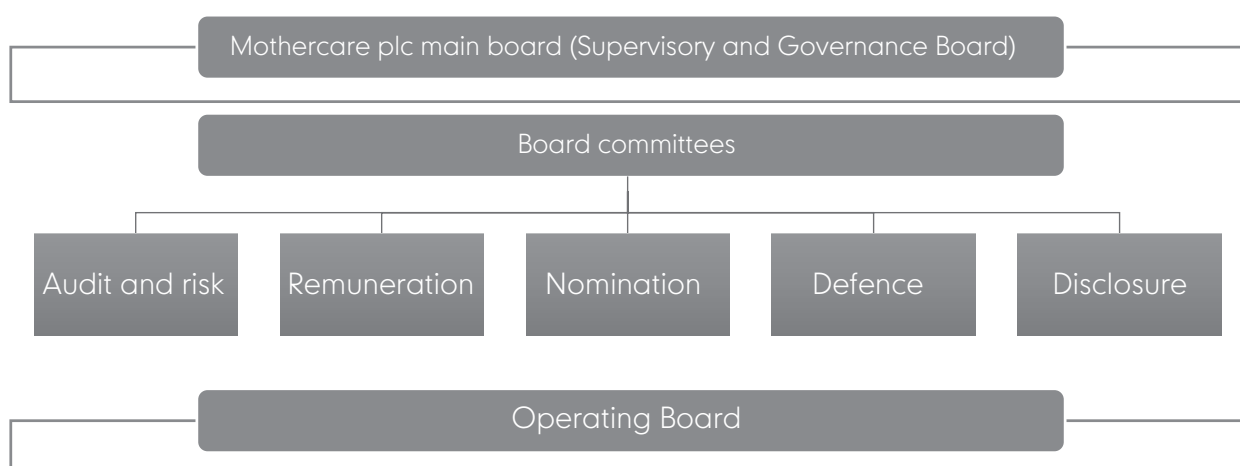 Mothercare plc main board (Supervisory and Governance Board)
Board committees
Audit and risk
Remuneration
Nomination
Defence
Disclosure
Operating Board